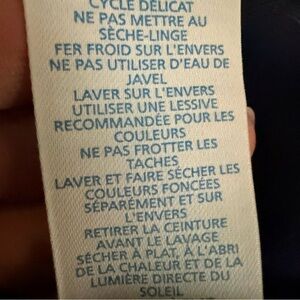 CYCLE DÉLICAT
NE PAS METTRE AU
SÈCHE-LINGE
FER FROID SUR L'ENVERS
NE PAS UTILISER D'EAU DE
JAVEL
LAVER SUR L'ENVERS
UTILISER UNE LESSIVE
RECOMMANDÉE POUR LES
COULEURS
NE PAS FROTTER LES
TACHES
LAVER ET FAIRE SÉCHER LES
COULEURS FONCÉES
SÉPARÉMENT ET SUR
L'ENVERS
RETIRER LA CEINTURE
AVANT LE LAVAGE
SÉCHER À PLAT, À L'ABRI
DE LA CHALEUR ET DE LA
LUMIÈRE DIRECTE DU
SOLEIL